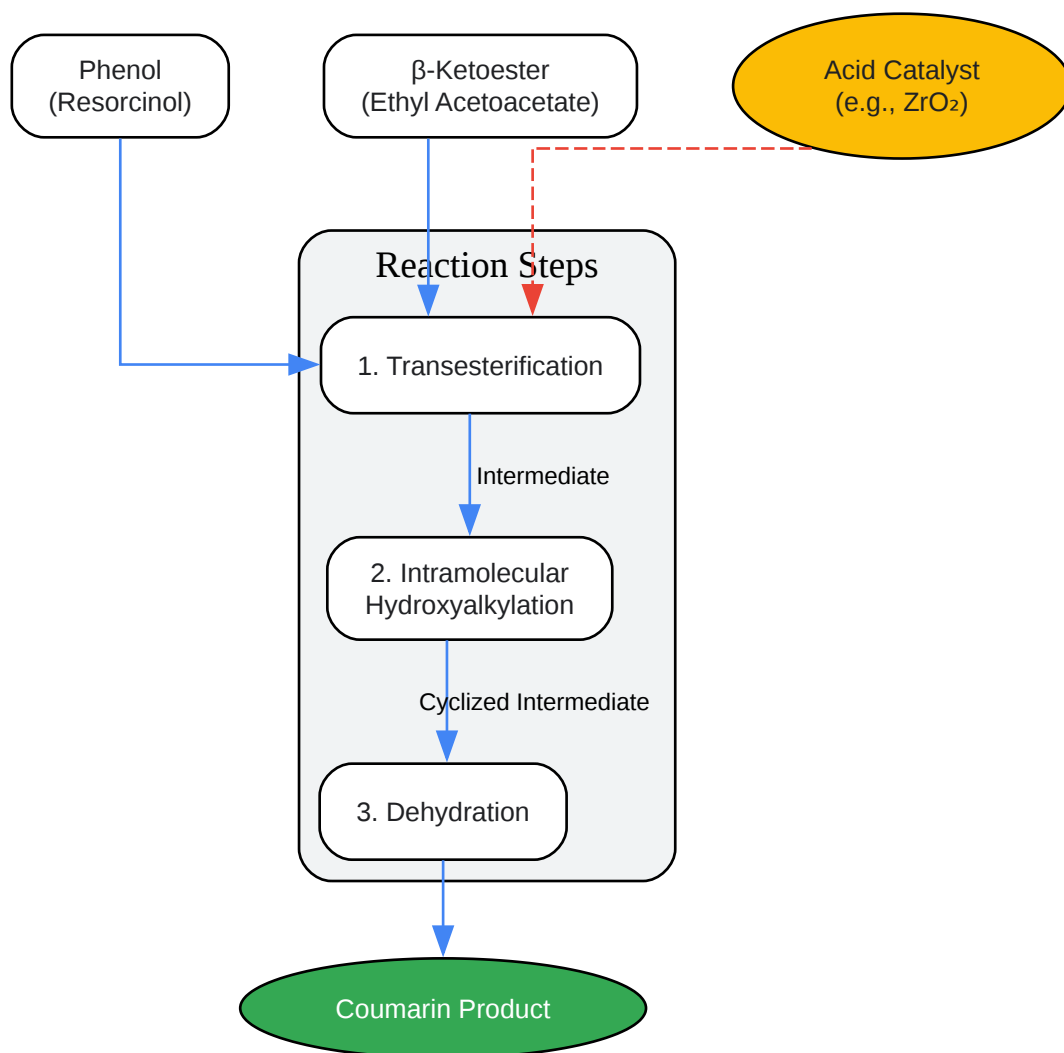 Phenol
(Resorcinol)
β-Ketoester
(Ethyl Acetoacetate)
Acid Catalyst
(e.g., ZrO₂)
Reaction Steps
1. Transesterification
Intermediate
2. Intramolecular
Hydroxyalkylation
Cyclized Intermediate
3. Dehydration
Coumarin Product